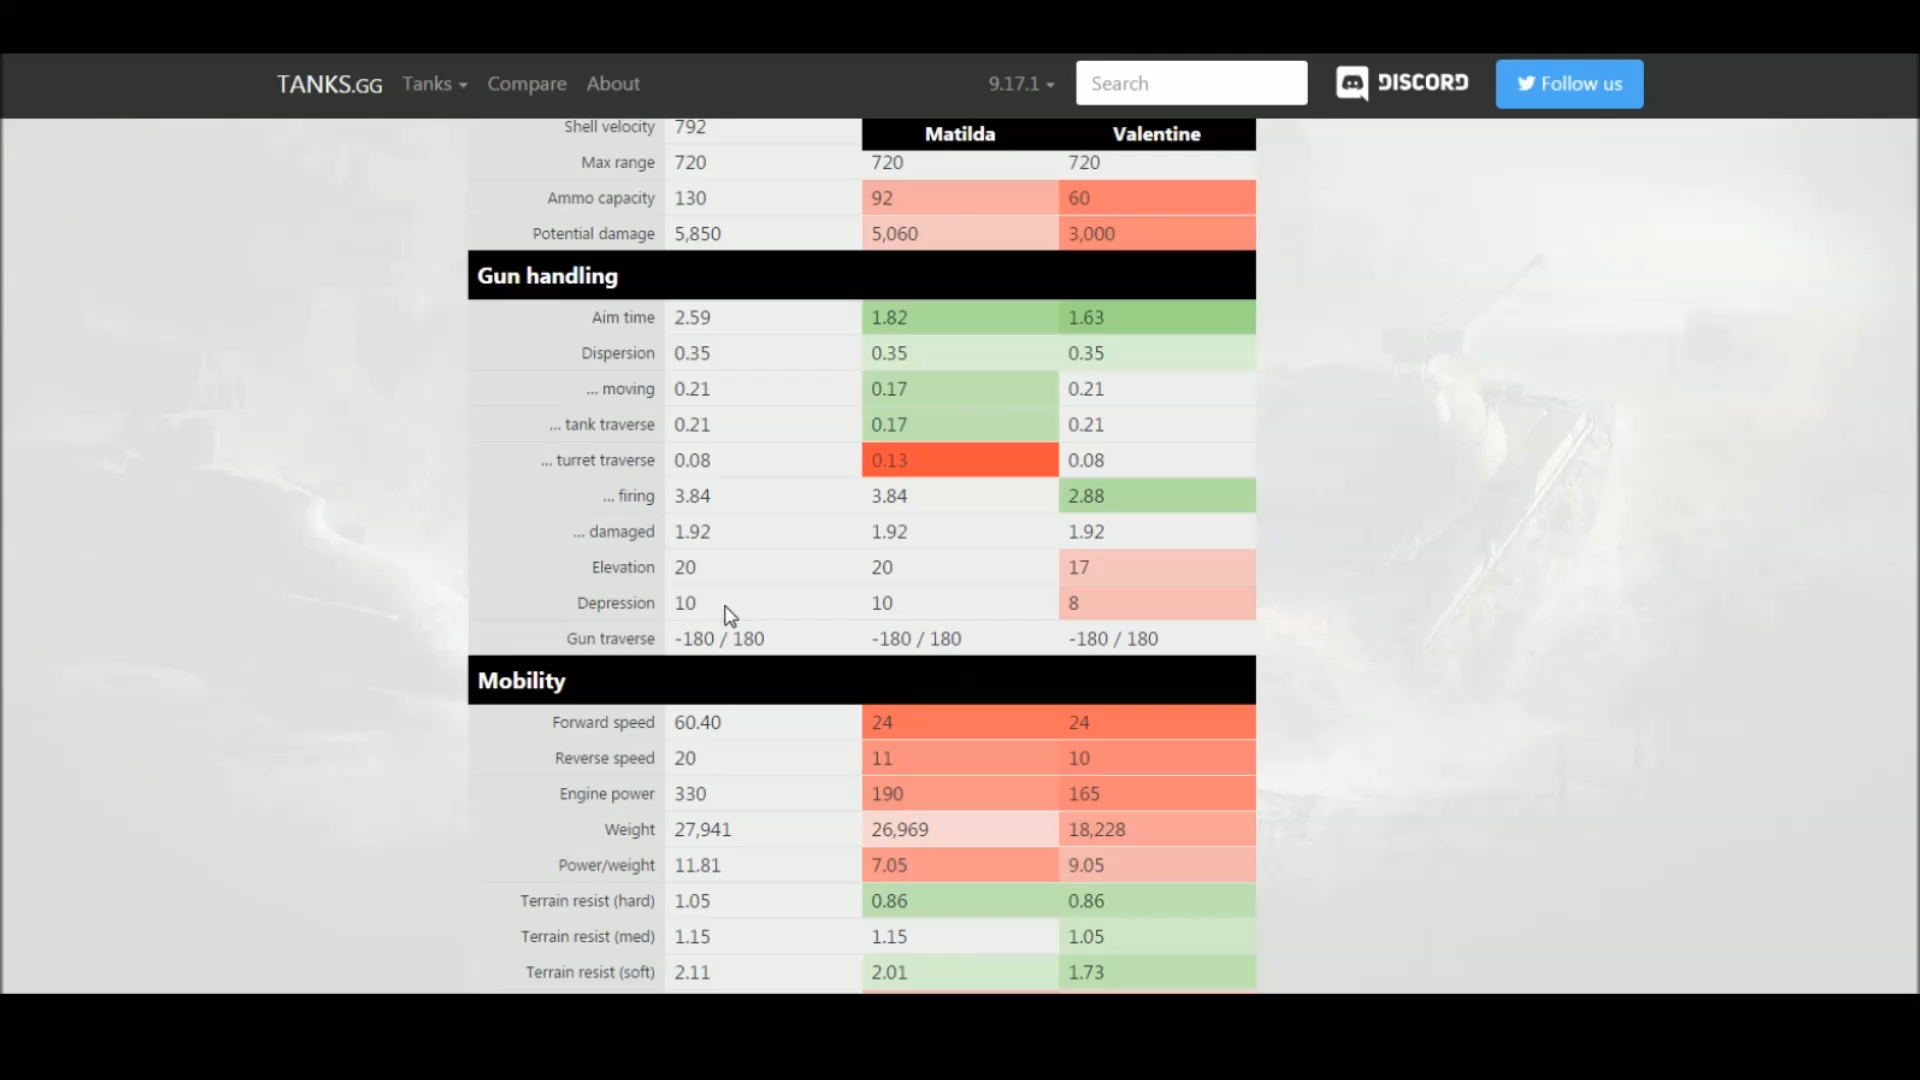 TANKS.GG Tanks Compare About 9.17.1 Search DISCORD Follow us
Matilda Valentine
Shell velocity 792
Max range 720 720 720
Ammo capacity 130 92 60
Potential damage 5,850 5,060 3,000
Gun handling
Aim time 2.59 1.82 1.63
Dispersion 0.35 0.35 0.35
... moving 0.21 0.17 0.21
... tank traverse 0.21 0.17 0.21
... turret traverse 0.08 0.13 0.08
... firing 3.84 3.84 2.88
... damaged 1.92 1.92 1.92
Elevation 20 20 17
Depression 10 10 8
Gun traverse -180 / 180 -180 / 180 -180 / 180
Mobility
Forward speed 60.40 24 24
Reverse speed 20 11 10
Engine power 330 190 165
Weight 27,941 26,969 18,228
Power/weight 11.81 7.05 9.05
Terrain resist (hard) 1.05 0.86 0.86
Terrain resist (med) 1.15 1.15 1.05
Terrain resist (soft) 2.11 2.01 1.73